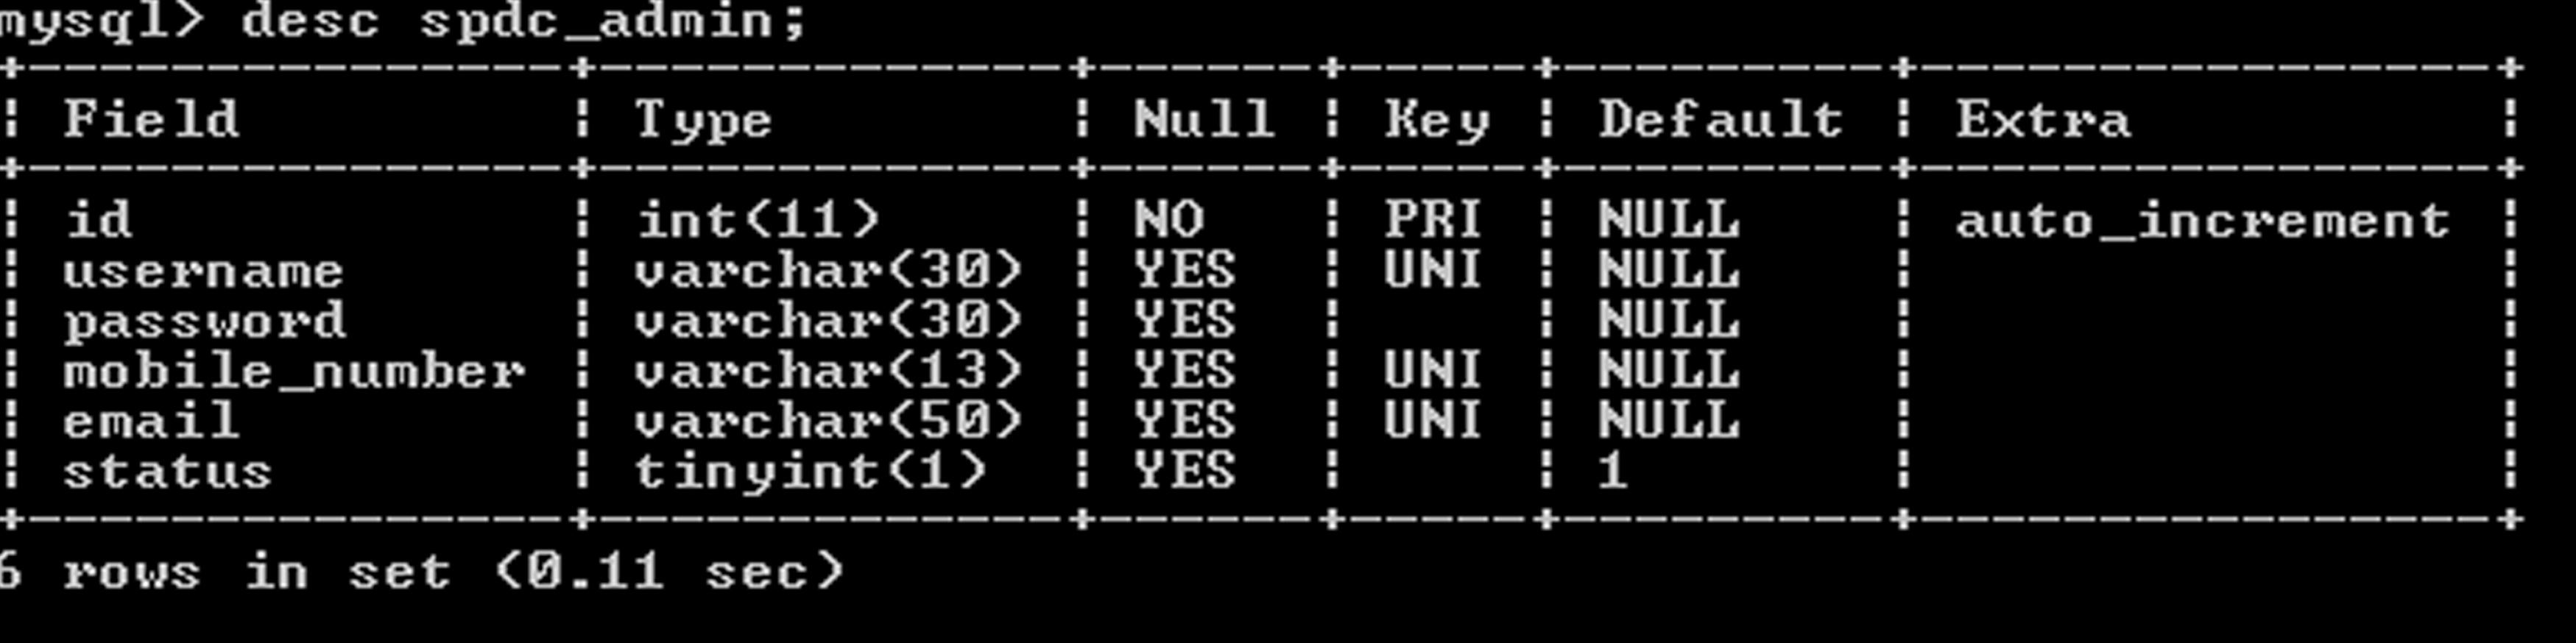 mysql> desc spdc_admin;
+----------------+--------------+------+-----+---------+----------------+
| Field          | Type         | Null | Key | Default | Extra          |
+----------------+--------------+------+-----+---------+----------------+
| id             | int(11)      | NO   | PRI | NULL    | auto_increment |
| username       | varchar(30)  | YES  | UNI | NULL    |                |
| password       | varchar(30)  | YES  |     | NULL    |                |
| mobile_number  | varchar(13)  | YES  | UNI | NULL    |                |
| email          | varchar(50)  | YES  | UNI | NULL    |                |
| status         | tinyint(1)   | YES  |     | 1       |                |
+----------------+--------------+------+-----+---------+----------------+
6 rows in set (0.11 sec)